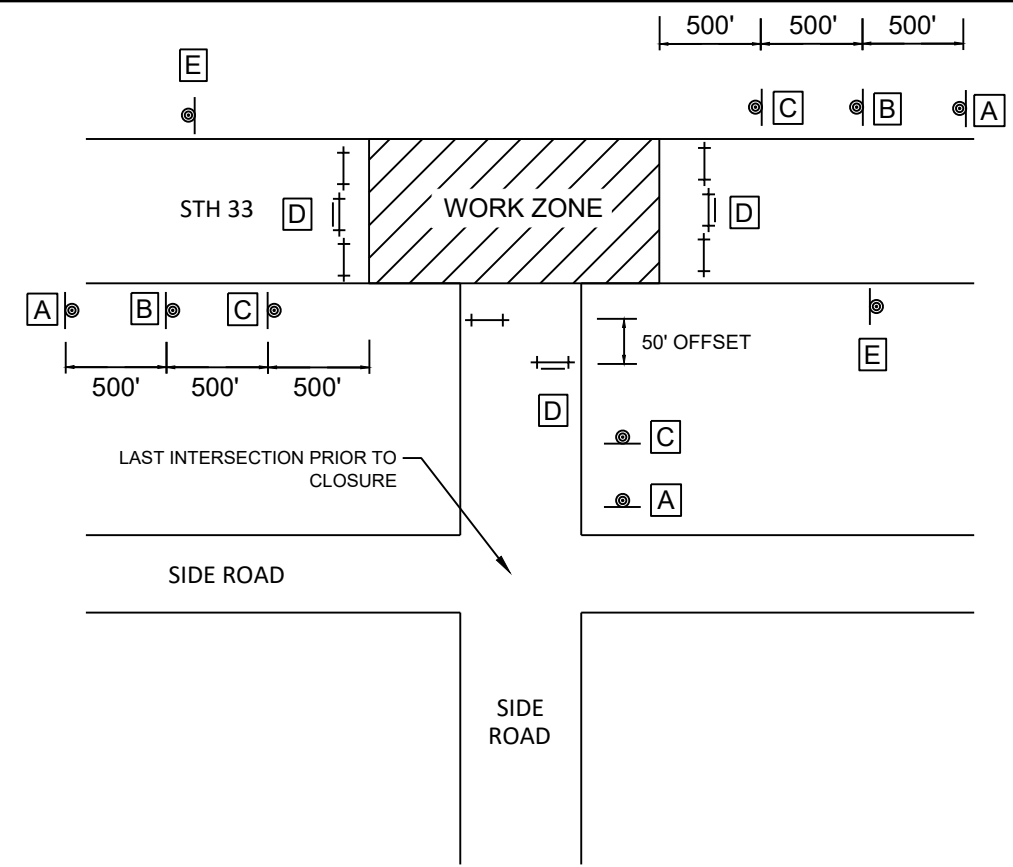 500' 500' 500'
E
C B A
STH 33 D WORK ZONE D
A B C
50' OFFSET
E
500' 500' 500'
D
C
LAST INTERSECTION PRIOR TO
CLOSURE
A
SIDE ROAD
SIDE
ROAD